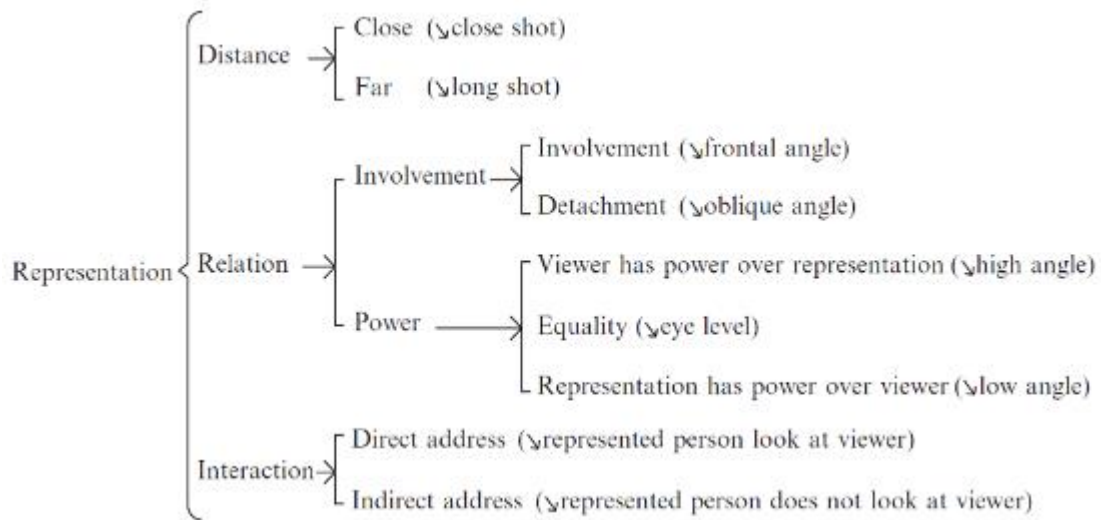 Close (↘close shot)
Distance
Far (↘long shot)
Involvement (↘frontal angle)
Involvement
Detachment (↘oblique angle)
Representation
Relation
Viewer has power over representation (↘high angle)
Power
Equality (↘eye level)
Representation has power over viewer (↘low angle)
Direct address (↘represented person look at viewer)
Interaction
Indirect address (↘represented person does not look at viewer)